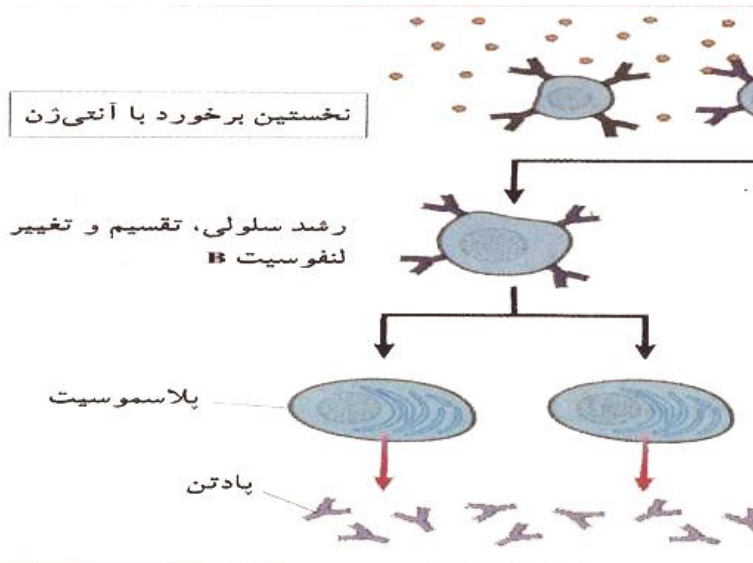 نخستین برخورد با آنتی‌ژن
رشد سلولی، تقسیم و تغییر
لنفوسیت B
پلاسموسیت
پادتن